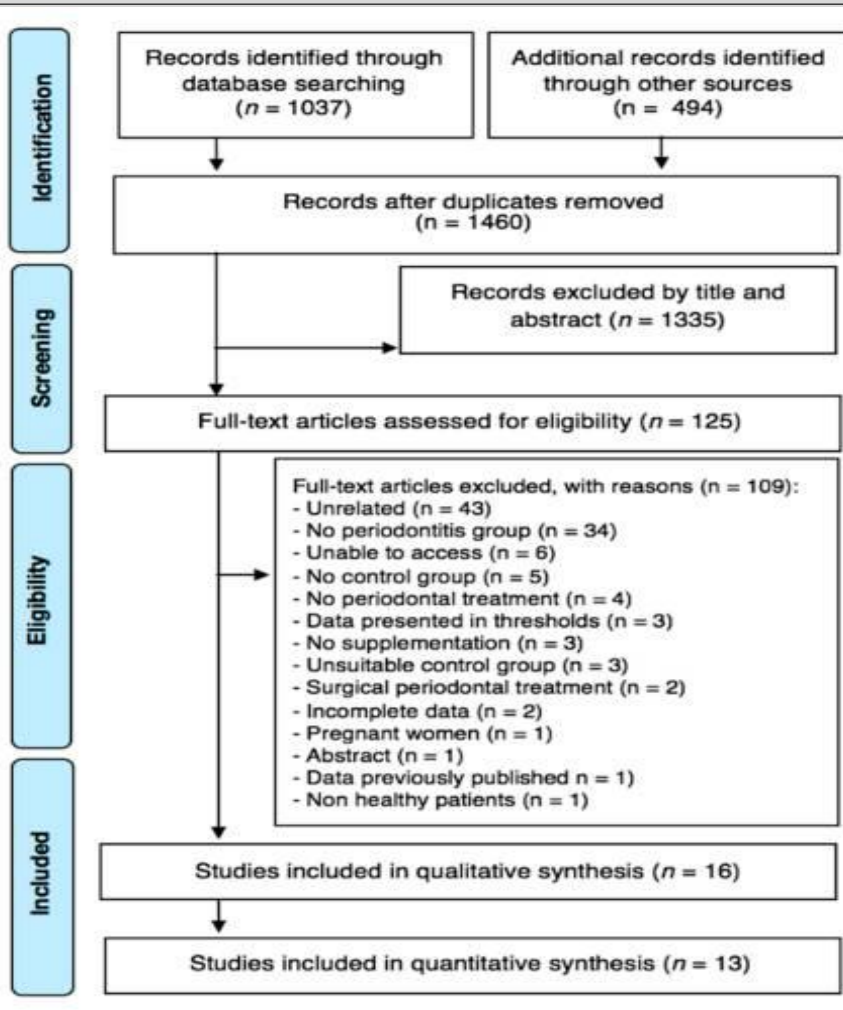 Identification
Records identified through
database searching
(n = 1037)
Additional records identified
through other sources
(n = 494)
Records after duplicates removed
(n = 1460)
Screening
Records excluded by title and
abstract (n = 1335)
Full-text articles assessed for eligibility (n = 125)
Eligibility
Full-text articles excluded, with reasons (n = 109):
- Unrelated (n = 43)
- No periodontitis group (n = 34)
- Unable to access (n = 6)
- No control group (n = 5)
- No periodontal treatment (n = 4)
- Data presented in thresholds (n = 3)
- No supplementation (n = 3)
- Unsuitable control group (n = 3)
- Surgical periodontal treatment (n = 2)
- Incomplete data (n = 2)
- Pregnant women (n = 1)
- Abstract (n = 1)
- Data previously published n = 1)
- Non healthy patients (n = 1)
Included
Studies included in qualitative synthesis (n = 16)
Studies included in quantitative synthesis (n = 13)